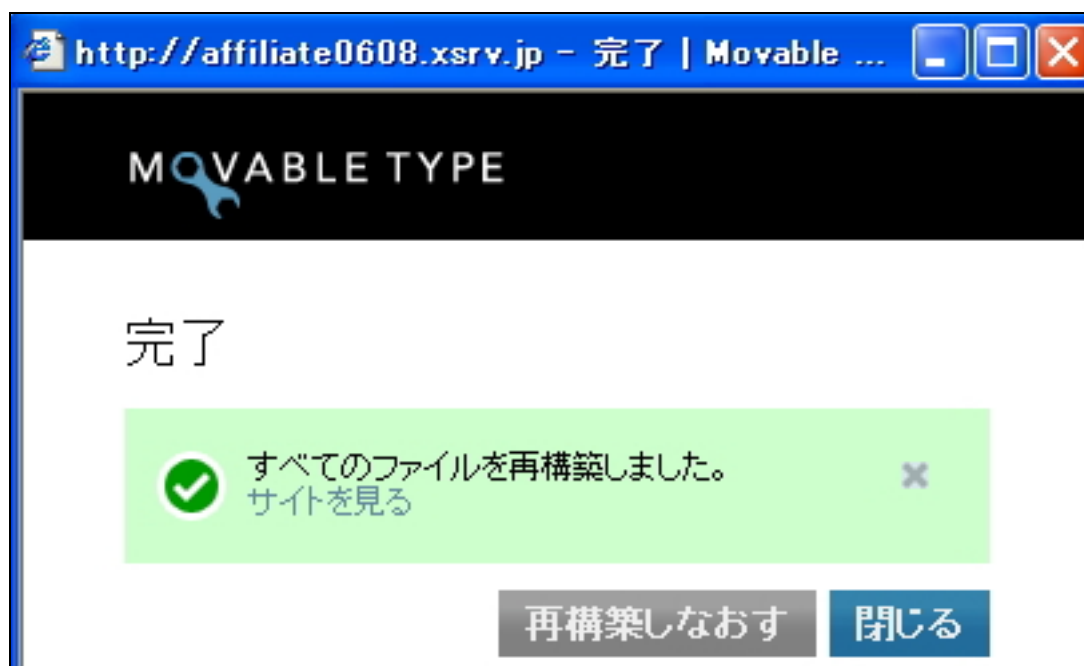 http://affiliate0608.xsrv.jp - 完了 | Movable ...
MOVABLE TYPE
完了
すべてのファイルを再構築しました。
サイトを見る
再構築しなおす 閉じる